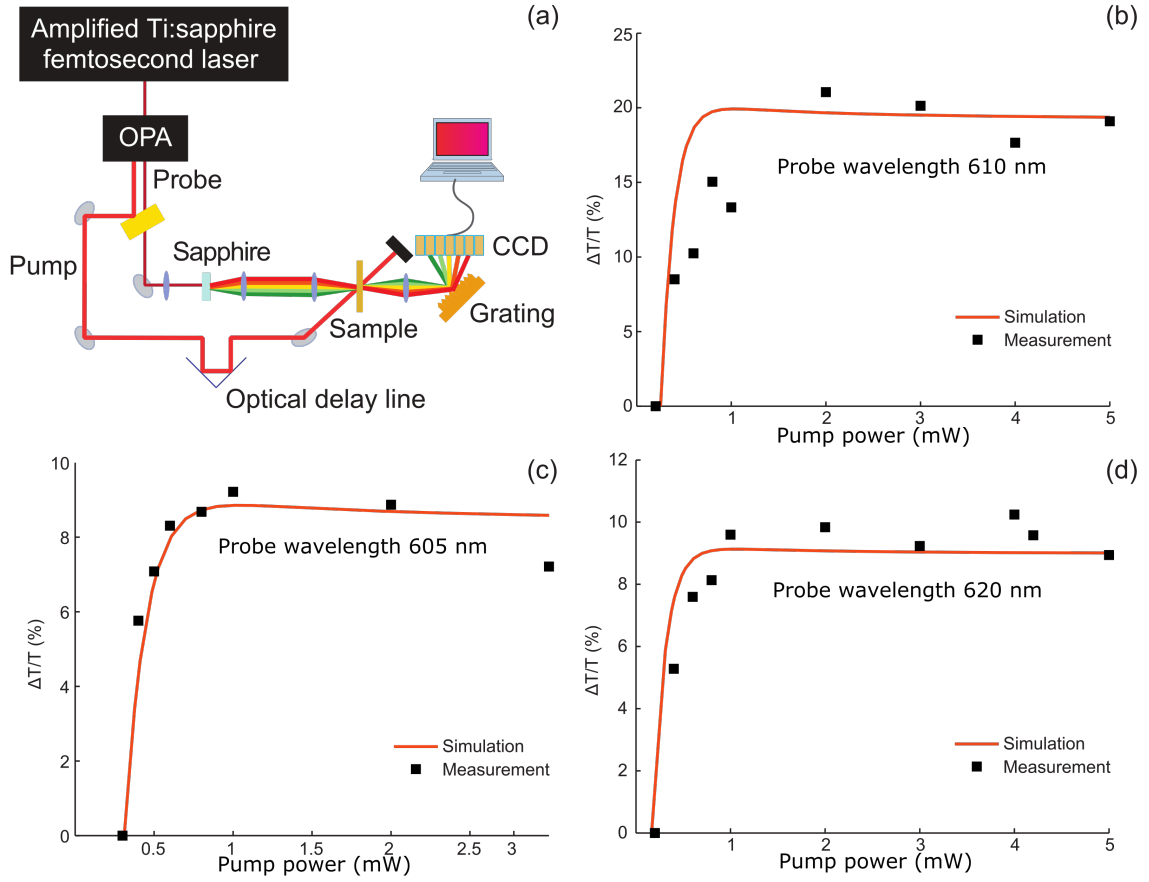 (a)
Amplified Ti:sapphire
femtosecond laser
OPA
Probe
Pump
Sapphire
CCD
Sample
Grating
Optical delay line
(b)
25
20
15
10
5
0
ΔT/T (%)
Probe wavelength 610 nm
Simulation
Measurement
1
2
3
4
5
Pump power (mW)
(c)
10
8
6
4
2
0
ΔT/T (%)
Probe wavelength 605 nm
Simulation
Measurement
0.5
1
1.5
2
2.5
3
Pump power (mW)
(d)
12
10
8
6
4
2
0
ΔT/T (%)
Probe wavelength 620 nm
Simulation
Measurement
1
2
3
4
5
Pump power (mW)